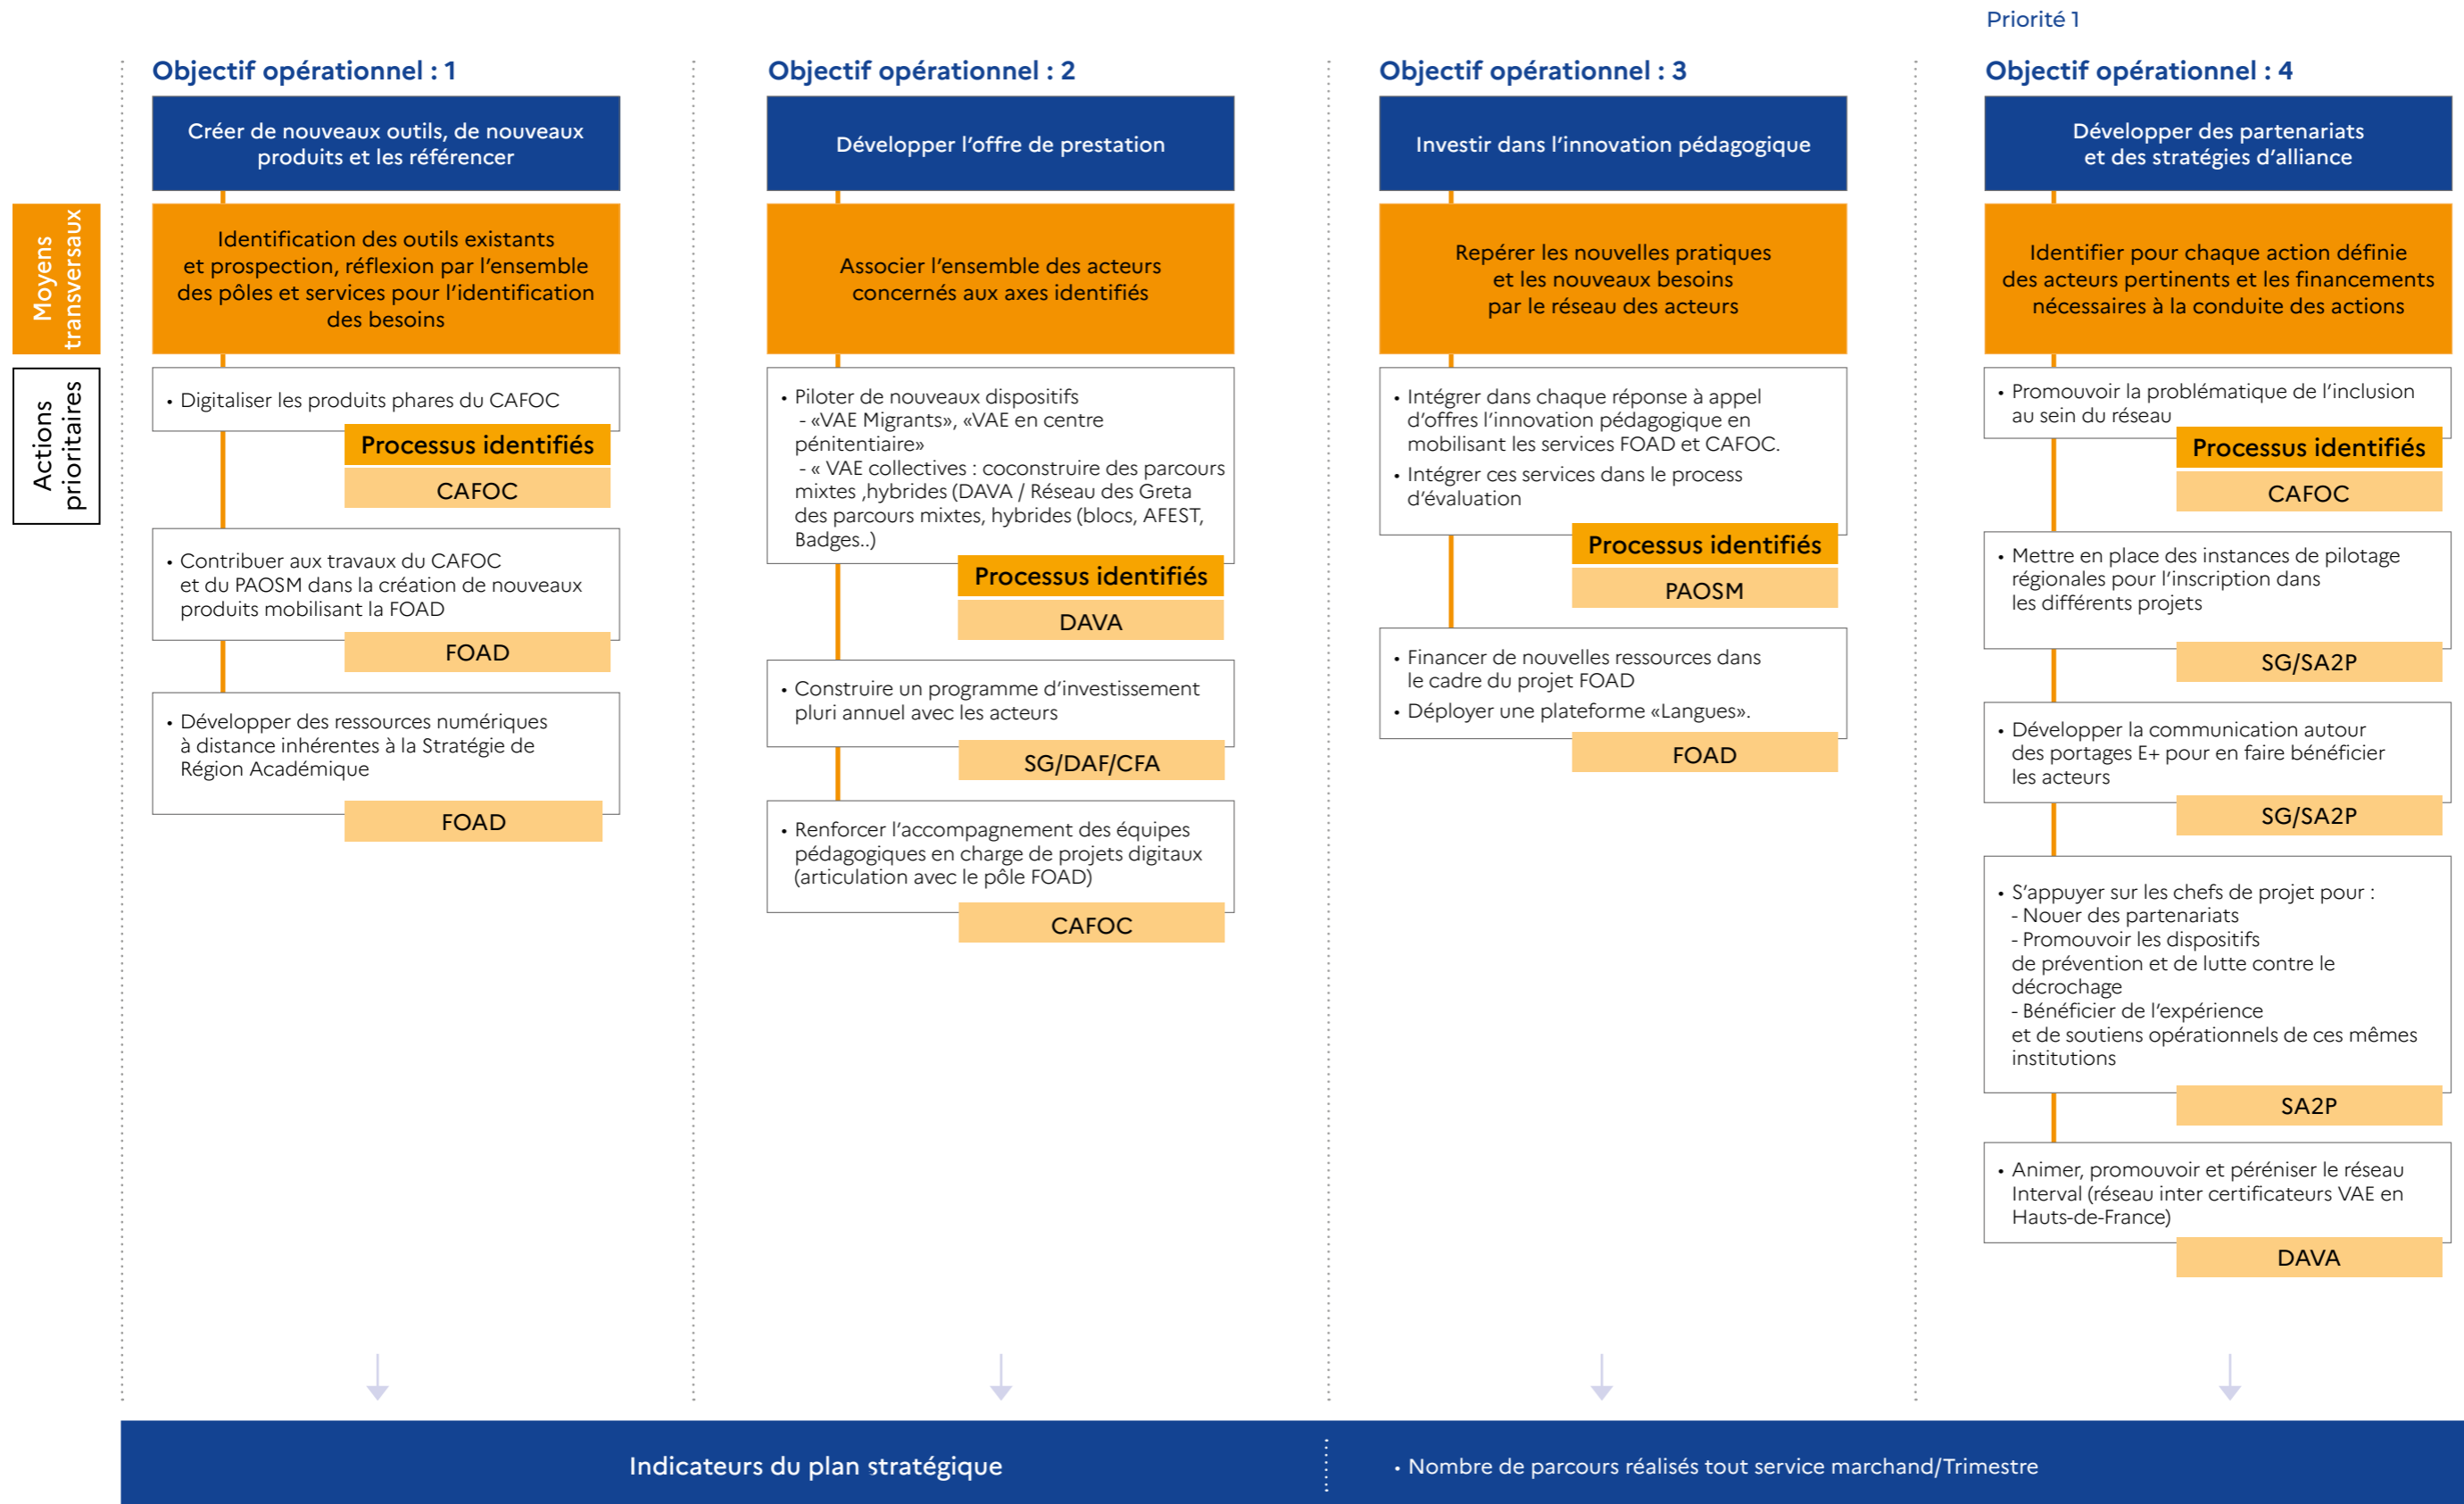 Priorité 1
Objectif opérationnel : 1
Créer de nouveaux outils, de nouveaux
produits et les référencer
Moyens
transversaux
Identification des outils existants
et prospection, réflexion par l'ensemble
des pôles et services pour l'identification
des besoins
Actions
prioritaires
• Digitaliser les produits phares du CAFOC
Processus identifiés
CAFOC
• Contribuer aux travaux du CAFOC
et du PAOSM dans la création de nouveaux
produits mobilisant la FOAD
FOAD
• Développer des ressources numériques
à distance inhérentes à la Stratégie de
Région Académique
FOAD
Objectif opérationnel : 2
Développer l'offre de prestation
Associer l'ensemble des acteurs
concernés aux axes identifiés
• Piloter de nouveaux dispositifs
- «VAE Migrants», «VAE en centre
pénitentiaire»
- « VAE collectives : coconstruire des parcours
mixtes ,hybrides (DAVA / Réseau des Greta
des parcours mixtes, hybrides (blocs, AFEST,
Badges..)
Processus identifiés
DAVA
• Construire un programme d'investissement
pluri annuel avec les acteurs
SG/DAF/CFA
• Renforcer l'accompagnement des équipes
pédagogiques en charge de projets digitaux
(articulation avec le pôle FOAD)
CAFOC
Objectif opérationnel : 3
Investir dans l'innovation pédagogique
Repérer les nouvelles pratiques
et les nouveaux besoins
par le réseau des acteurs
• Intégrer dans chaque réponse à appel
d'offres l'innovation pédagogique en
mobilisant les services FOAD et CAFOC.
• Intégrer ces services dans le process
d'évaluation
Processus identifiés
PAOSM
• Financer de nouvelles ressources dans
le cadre du projet FOAD
• Déployer une plateforme «Langues».
FOAD
Objectif opérationnel : 4
Développer des partenariats
et des stratégies d'alliance
Identifier pour chaque action définie
des acteurs pertinents et les financements
nécessaires à la conduite des actions
• Promouvoir la problématique de l'inclusion
au sein du réseau
Processus identifiés
CAFOC
• Mettre en place des instances de pilotage
régionales pour l'inscription dans
les différents projets
SG/SA2P
• Développer la communication autour
des portages E+ pour en faire bénéficier
les acteurs
SG/SA2P
• S'appuyer sur les chefs de projet pour :
- Nouer des partenariats
- Promouvoir les dispositifs
de prévention et de lutte contre le
décrochage
- Bénéficier de l'expérience
et de soutiens opérationnels de ces mêmes
institutions
SA2P
• Animer, promouvoir et péréniser le réseau
Interval (réseau inter certificateurs VAE en
Hauts-de-France)
DAVA
Indicateurs du plan stratégique
• Nombre de parcours réalisés tout service marchand/Trimestre